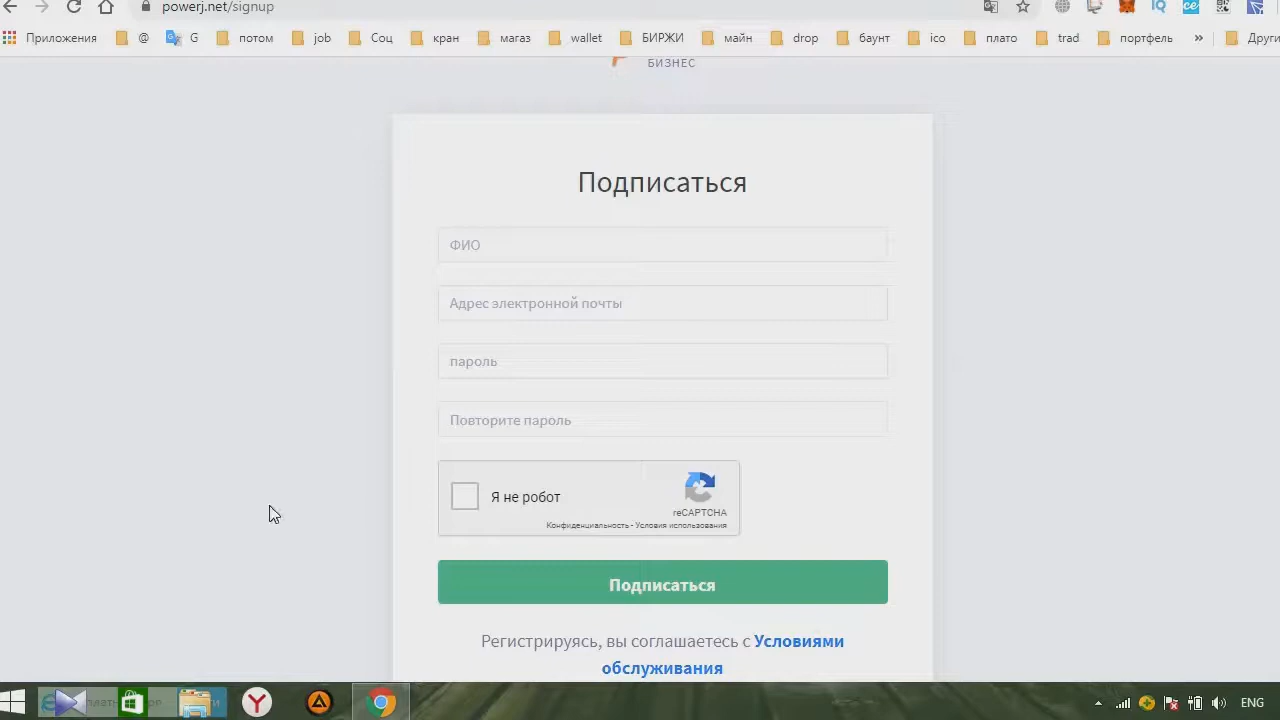 powerj.net/signup
Приложения @ G потом job Соц кран магаз wallet БИРЖИ майн drop баунт ico плато trad портфель » Други
БИЗНЕС
Подписаться
ФИО
Адрес электронной почты
пароль
Повторите пароль
Я не робот
reCAPTCHA
Конфиденциальность - Условия использования
Подписаться
Регистрируясь, вы соглашаетесь с Условиями
обслуживания
ENG